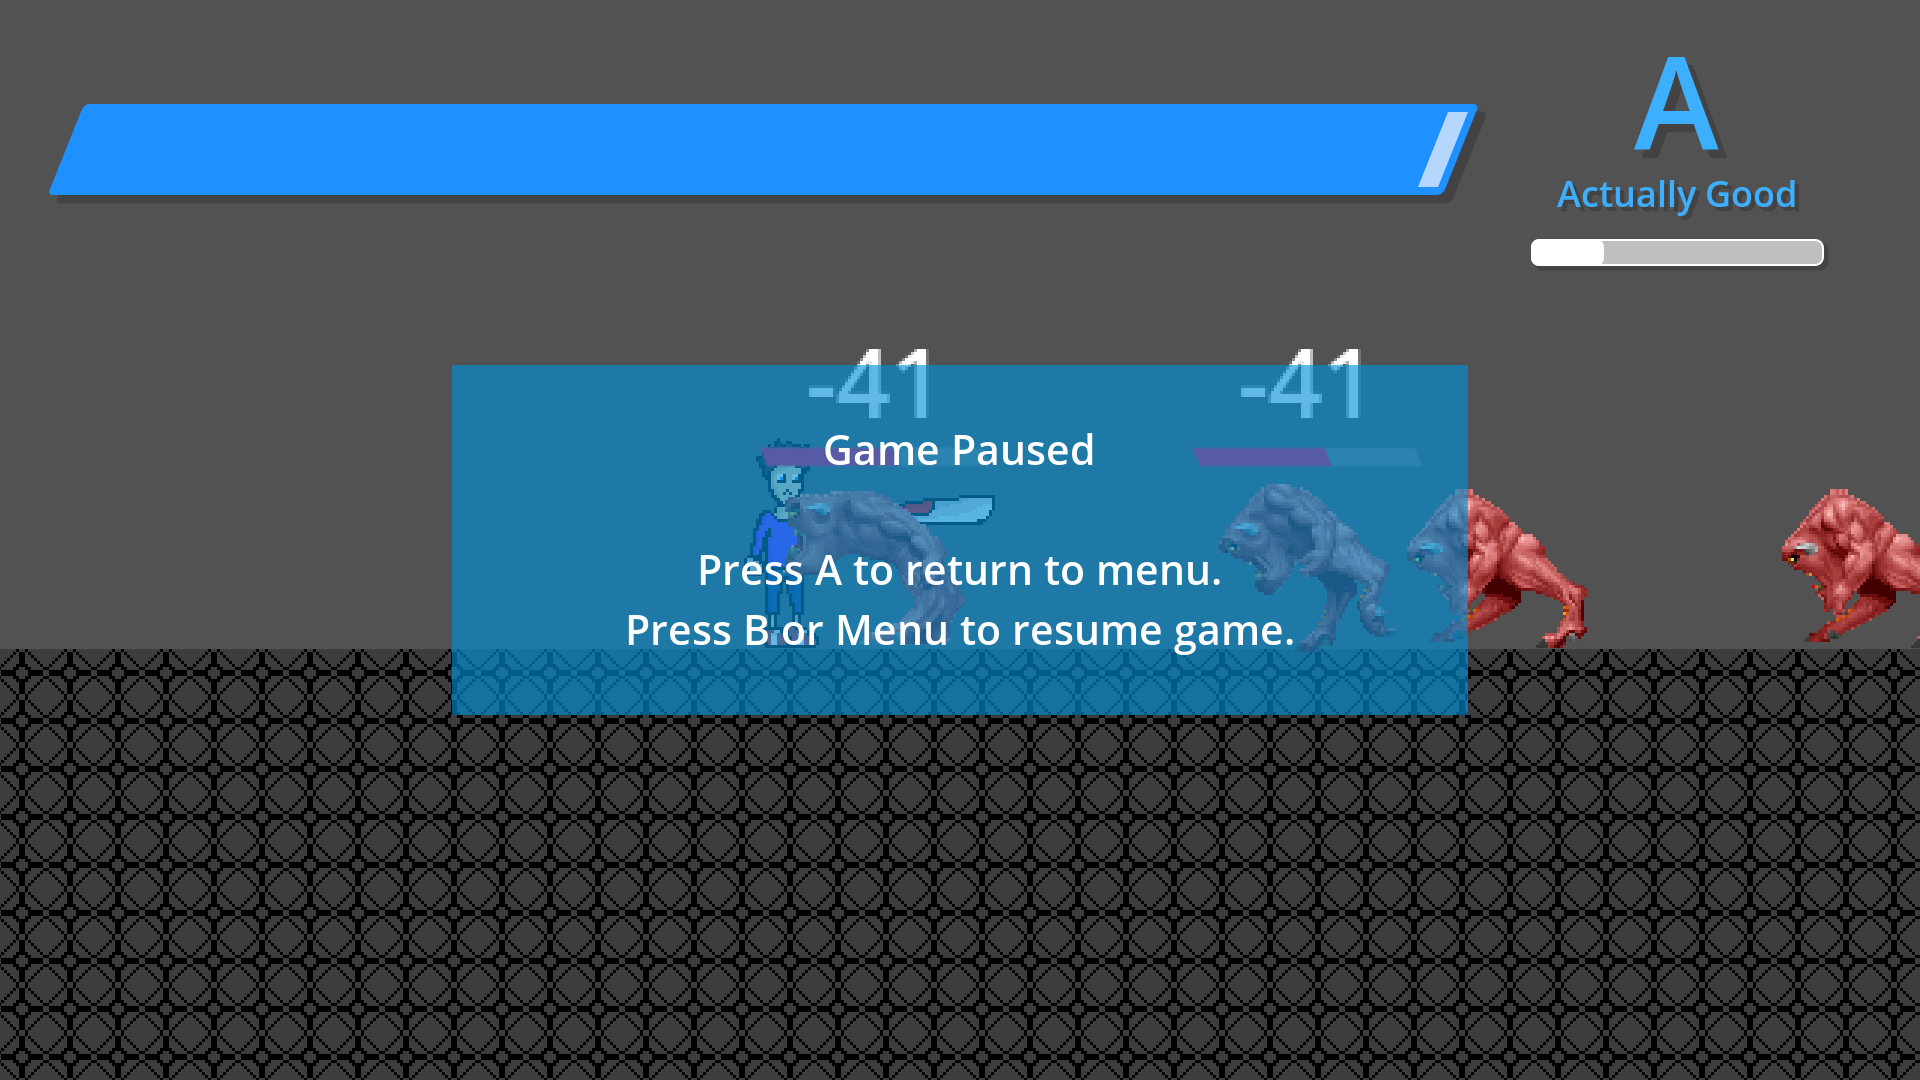 A
Actually Good
-41 -41
Game Paused
Press A to return to menu.
Press B or Menu to resume game.